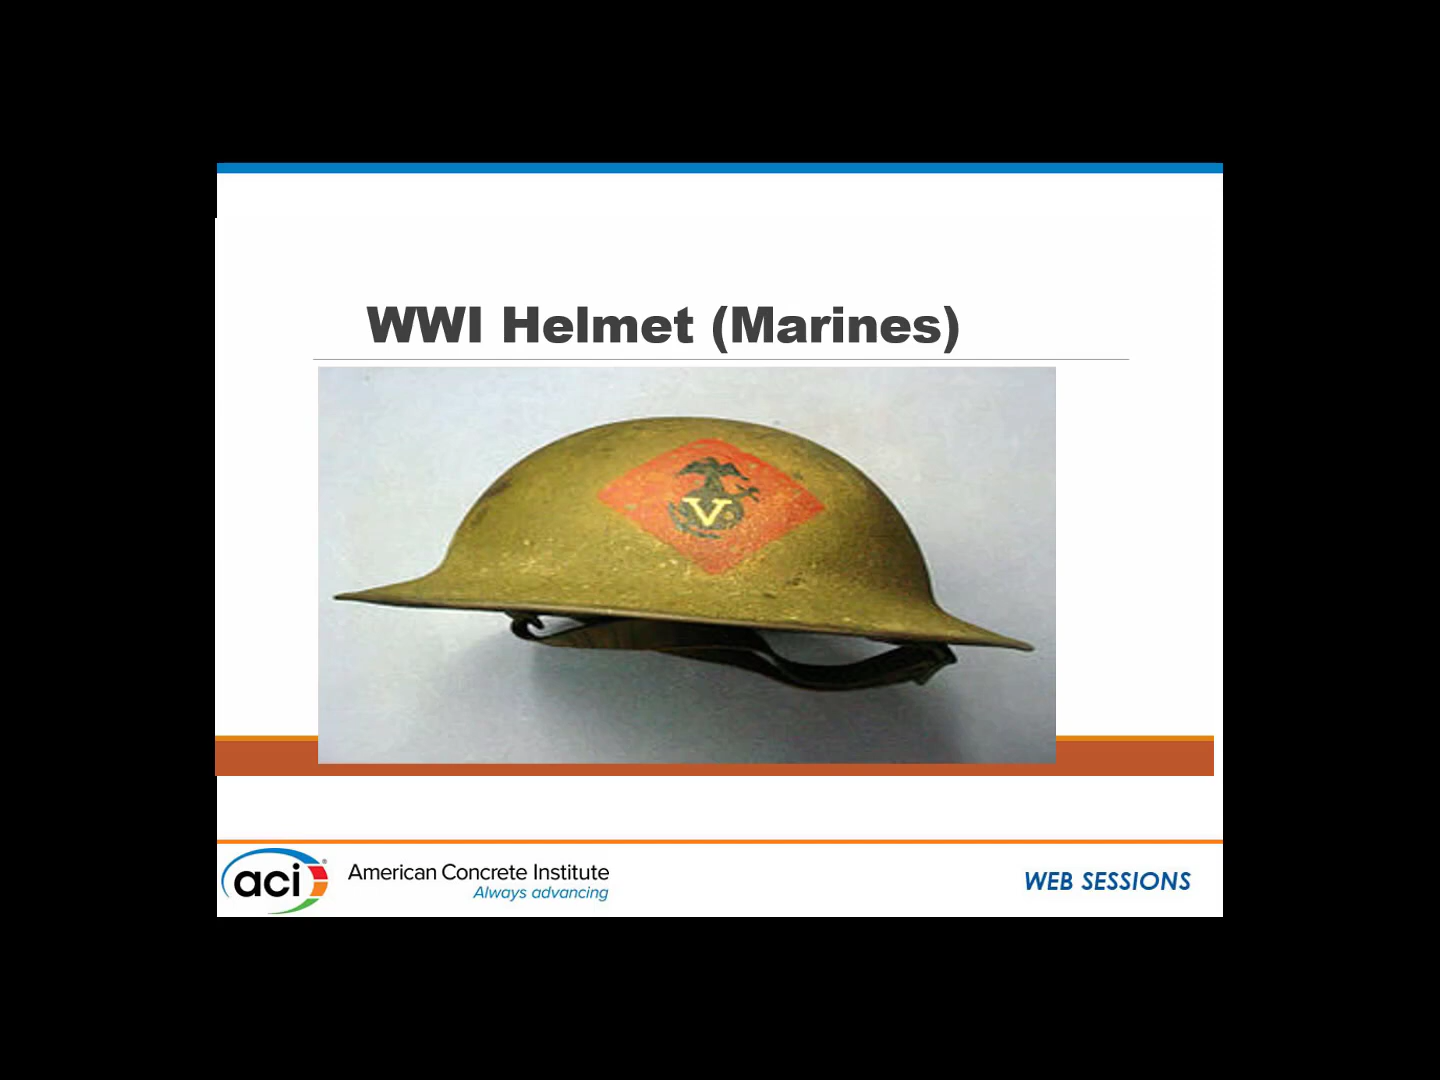 WWI Helmet (Marines)
V
aci®
American Concrete Institute
Always advancing
WEB SESSIONS